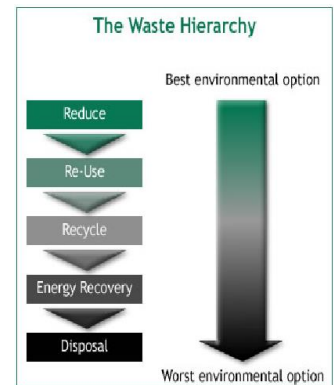 The Waste Hierarchy
Best environmental option
Reduce
Re-Use
Recycle
Energy Recovery
Disposal
Worst environmental option